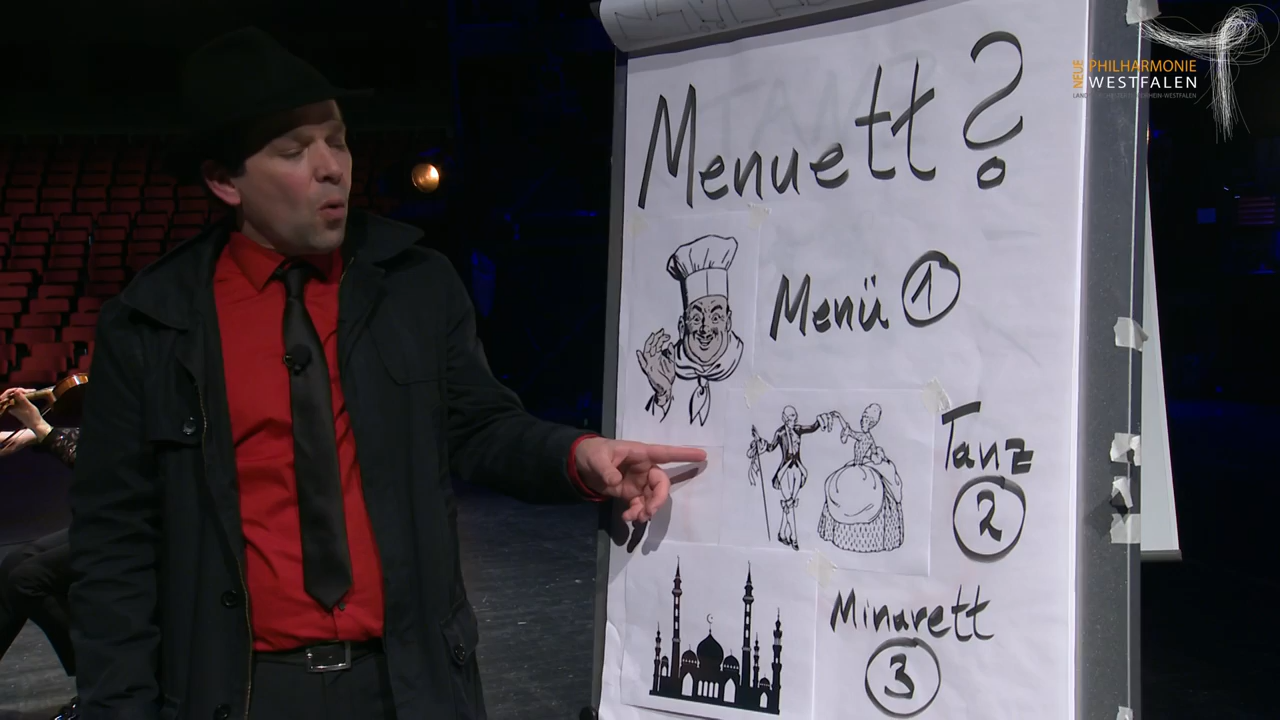 Menuett?
NEUE
PHILHARMONIE
WESTFALEN
Menü 1
Tanz
2
Minarett
3